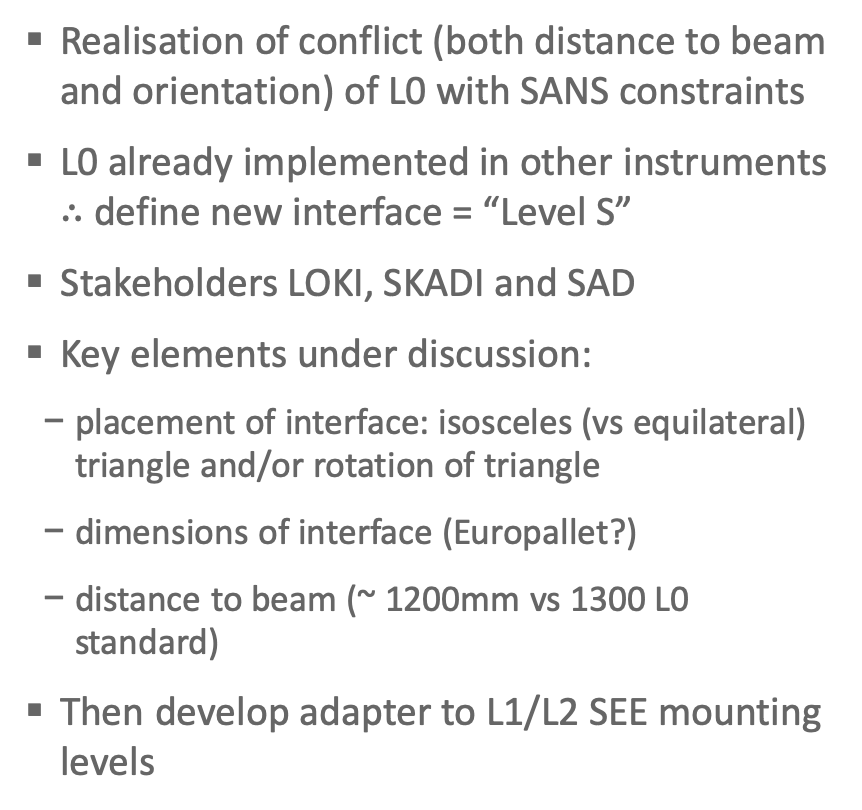 ▪ Realisation of conflict (both distance to beam
and orientation) of L0 with SANS constraints
▪ L0 already implemented in other instruments
∴ define new interface = “Level S”
▪ Stakeholders LOKI, SKADI and SAD
▪ Key elements under discussion:
− placement of interface: isosceles (vs equilateral)
triangle and/or rotation of triangle
− dimensions of interface (Europallet?)
− distance to beam (~ 1200mm vs 1300 L0
standard)
▪ Then develop adapter to L1/L2 SEE mounting
levels